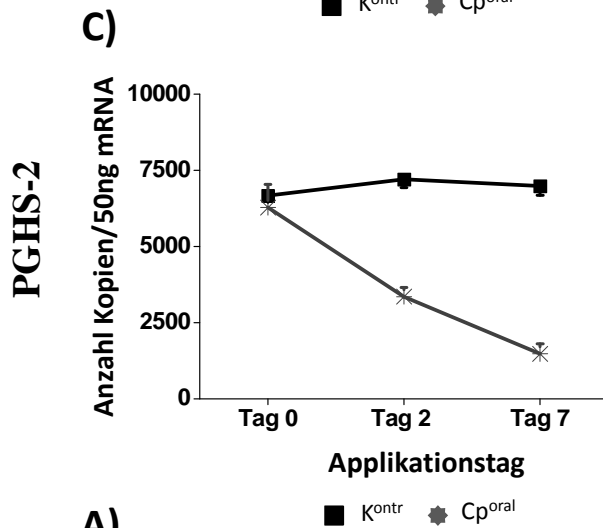 Kontr Cporal
C)
PGHS-2
Anzahl Kopien/50ng mRNA
10000
7500
5000
2500
0
Tag 0 Tag 2 Tag 7
Applikationstag
Kontr Cporal
A)